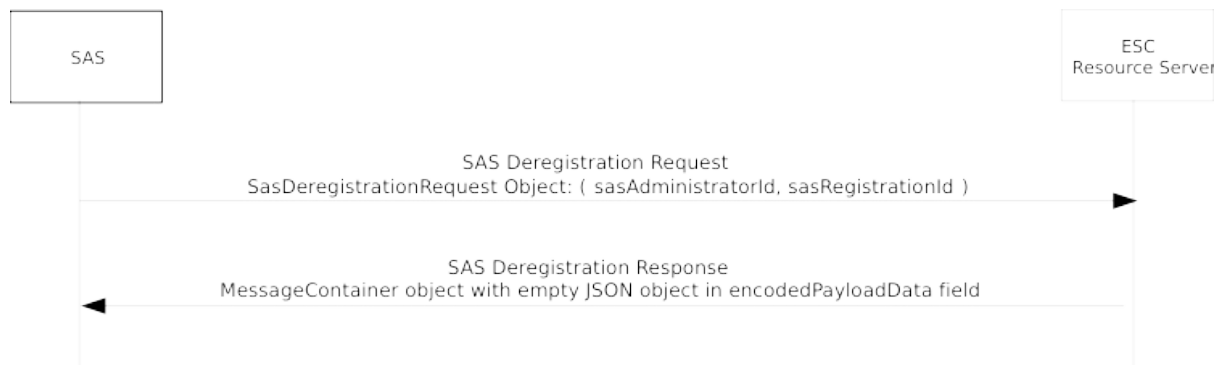 SAS
ESC
Resource Server
SAS Deregistration Request
SasDeregistrationRequest Object: ( sasAdministratorId, sasRegistrationId )
SAS Deregistration Response
MessageContainer object with empty JSON object in encodedPayloadData field